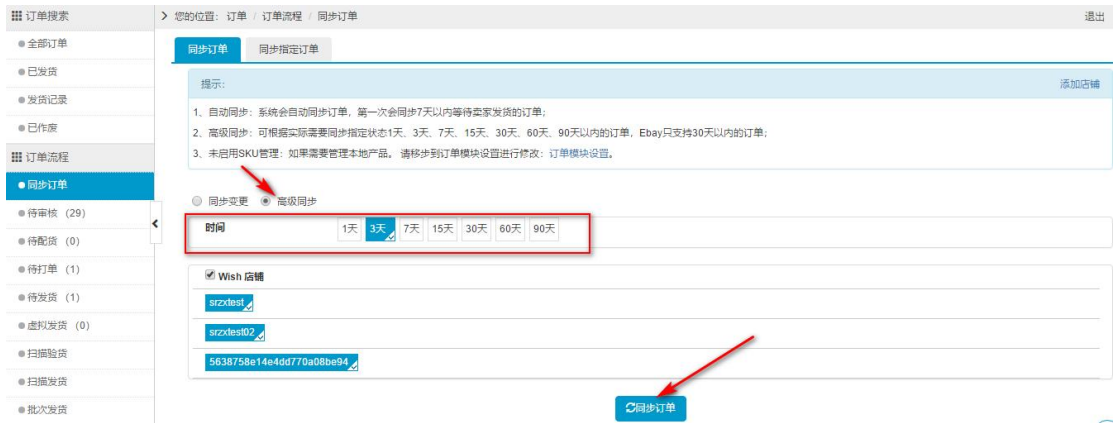 订单搜索
全部订单
已发货
发货记录
已作废
订单流程
同步订单
待审核 (29)
待配货 (0)
待打单 (1)
待发货 (1)
虚拟发货 (0)
扫描验货
扫描发货
批次发货
您的位置: 订单 / 订单流程 / 同步订单
退出
同步订单 同步指定订单
提示:
添加店铺
1、自动同步: 系统会自动同步订单, 第一次会同步7天以内等待卖家发货的订单;
2、高级同步: 可根据实际需要同步指定状态1天、3天、7天、15天、30天、60天、90天以内的订单, Ebay只支持30天以内的订单;
3、未启用SKU管理: 如果需要管理本地产品。 请移步到订单模块设置进行修改: 订单模块设置。
同步变更 高级同步
时间 1天 3天 7天 15天 30天 60天 90天
Wish 店铺
srzxtest
srzxtest02
5638758e14e4dd770a08be94
同步订单